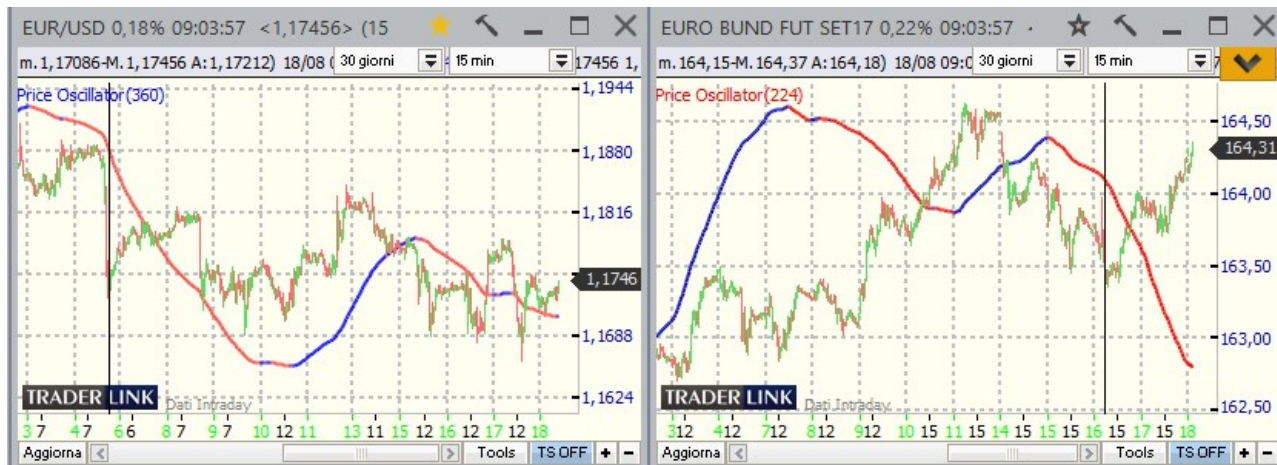 EUR/USD 0,18% 09:03:57 <1,17456> (15
m.1,17086-M.1,17456 A:1,17212) 18/08 ( 30 giorni 15 min 17456 1,
Price Oscillator(360)
1,1944
1,1880
1,1816
1,1746
1,1688
1,1624
TRADER LINK
Dati Intraday
3 7 4 7 6 6 8 7 9 7 10 12 11 13 11 15 12 16 12 17 12 18
Aggiorna Tools TS OFF + -
EURO BUND FUT SET17 0,22% 09:03:57
m.164,15-M.164,37 A:164,18) 18/08 09:0 30 giorni 15 min
Price Oscillator(224)
164,50
164,31
164,00
163,50
163,00
162,50
TRADER LINK
Dati Intraday
3 12 4 12 7 12 8 12 9 12 10 15 11 15 14 15 15 15 16 15 17 15 18
Aggiorna Tools TS OFF + -